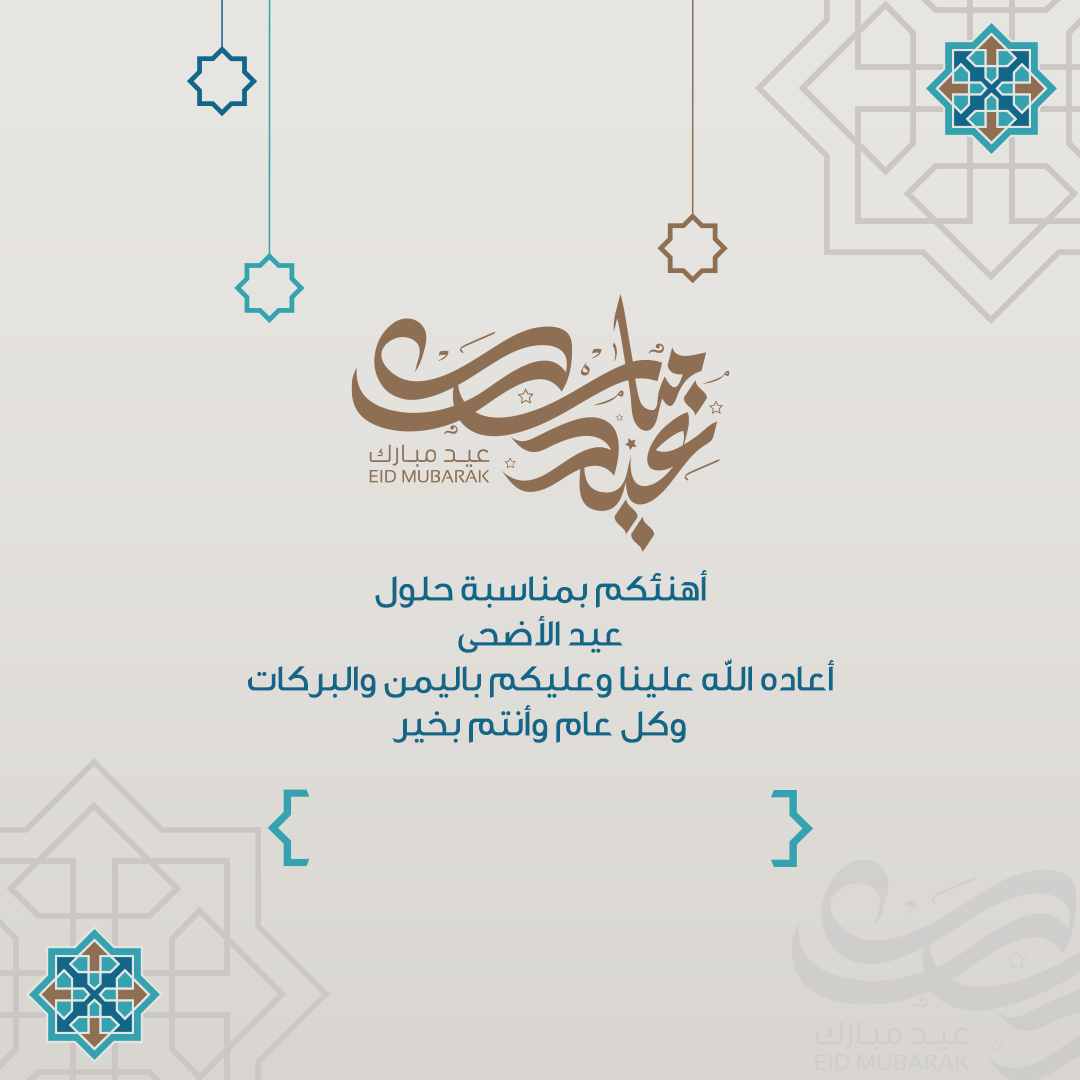 عيد مبارك
عيد مبارك
EID MUBARAK
أهنئكم بمناسبة حلول
عيد الأضحى
أعاده الله علينا وعليكم باليمن والبركات
وكل عام وأنتم بخير
عيد مبارك
EID MUBARAK